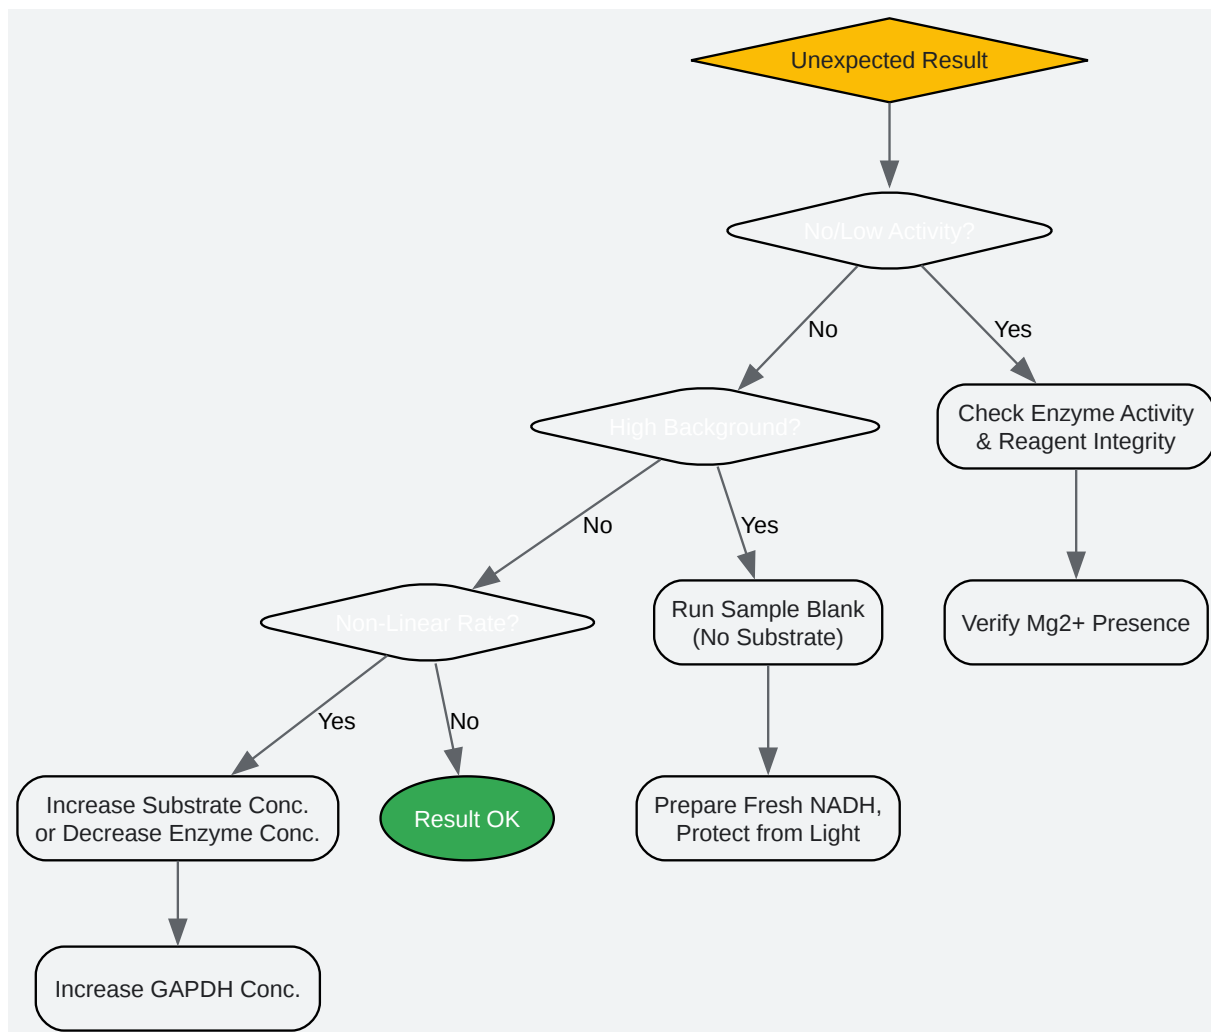 Unexpected Result
No/Low Activity?
No
Yes
High Background?
Check Enzyme Activity
& Reagent Integrity
No
Yes
Non-Linear Rate?
Run Sample Blank
(No Substrate)
Verify Mg2+ Presence
Yes
No
Increase Substrate Conc.
or Decrease Enzyme Conc.
Result OK
Prepare Fresh NADH,
Protect from Light
Increase GAPDH Conc.